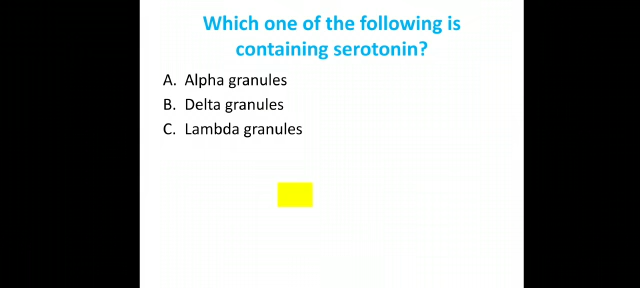 Which one of the following is
containing serotonin?
A. Alpha granules
B. Delta granules
C. Lambda granules